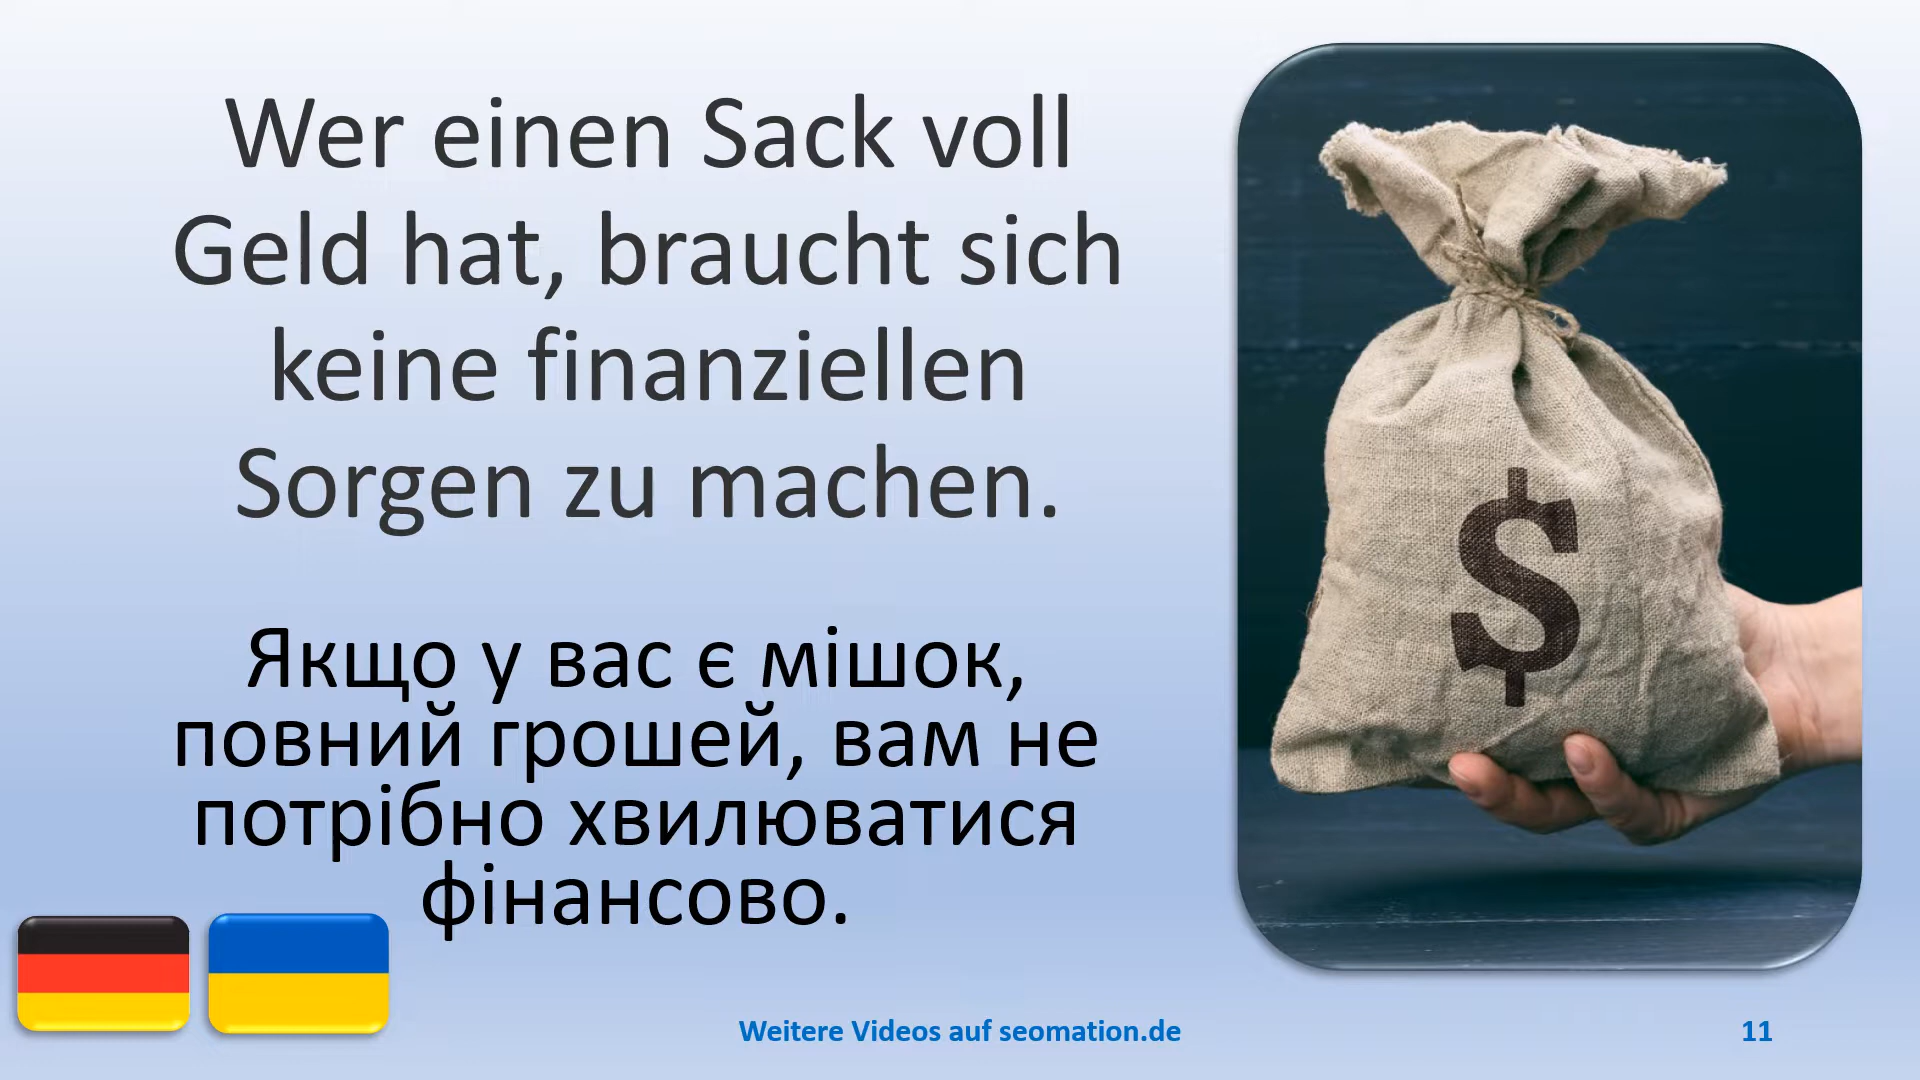 Wer einen Sack voll
Geld hat, braucht sich
keine finanziellen
Sorgen zu machen.
Якщо у вас є мішок,
повний грошей, вам не
потрібно хвилюватися
фінансово.
$
Weitere Videos auf seomation.de
11